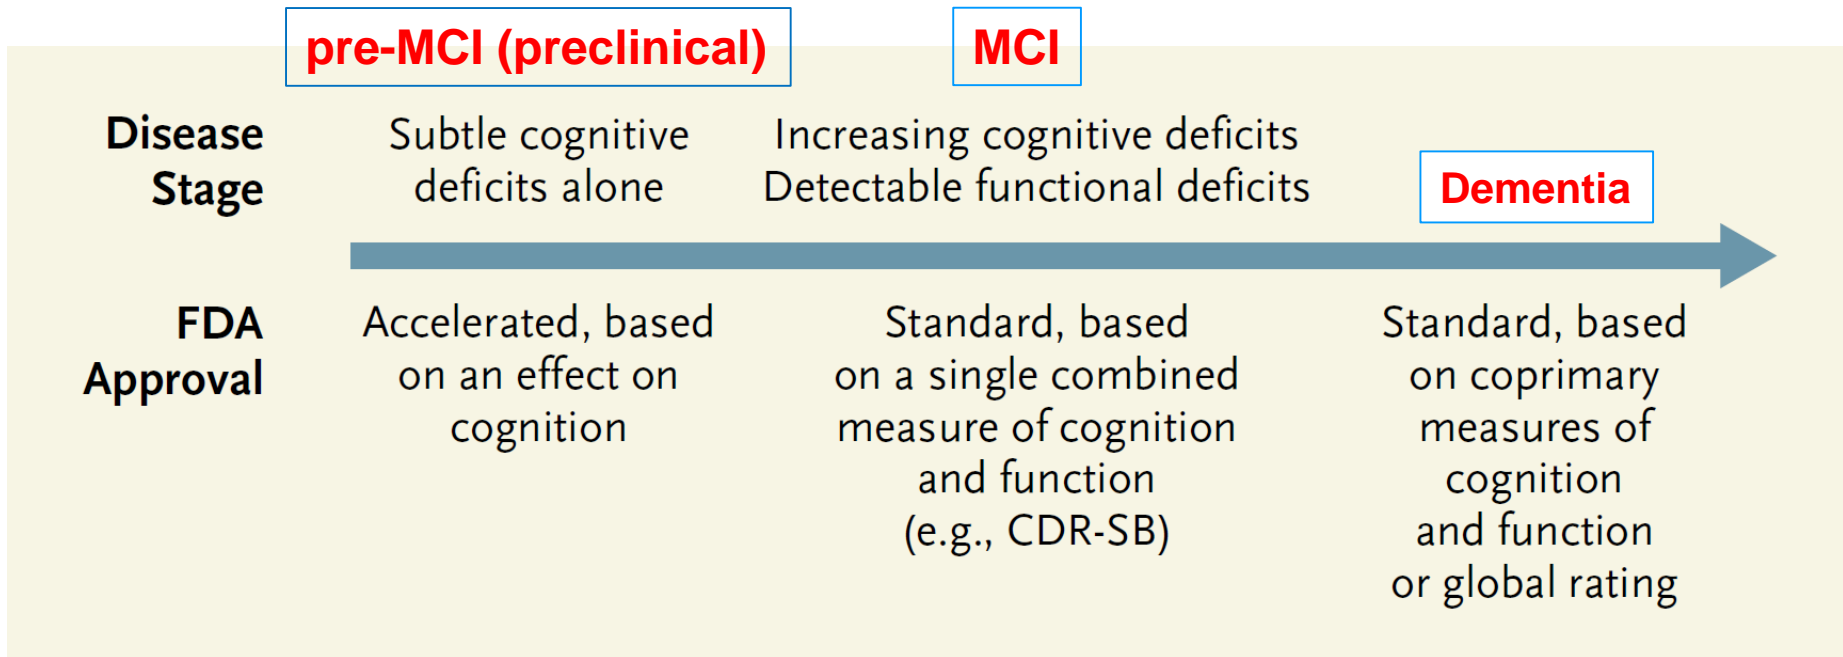 pre-MCI (preclinical)
MCI
Disease
Stage
Subtle cognitive
deficits alone
Increasing cognitive deficits
Detectable functional deficits
Dementia
FDA
Approval
Accelerated, based
on an effect on
cognition
Standard, based
on a single combined
measure of cognition
and function
(e.g., CDR-SB)
Standard, based
on coprimary
measures of
cognition
and function
or global rating